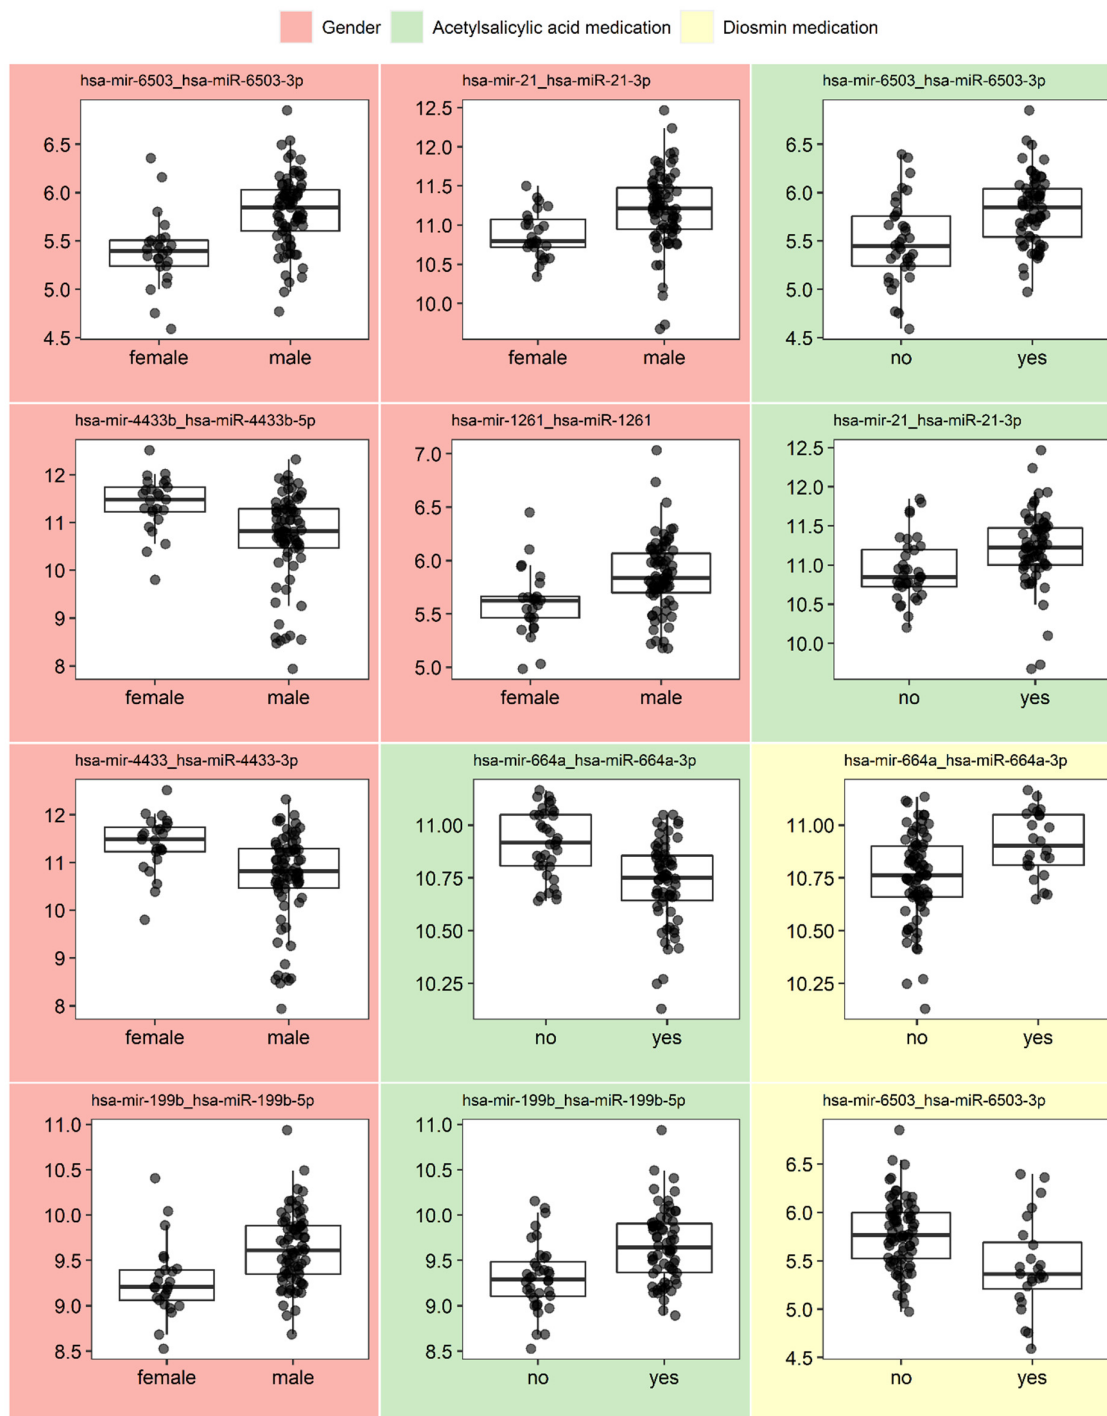 Gender Acetylsalicylic acid medication Diosmin medication
hsa-mir-6503_hsa-miR-6503-3p
6.5
6.0
5.5
5.0
4.5
female male
hsa-mir-21_hsa-miR-21-3p
12.5
12.0
11.5
11.0
10.5
10.0
female male
hsa-mir-6503_hsa-miR-6503-3p
6.5
6.0
5.5
5.0
4.5
no yes
hsa-mir-4433b_hsa-miR-4433b-5p
12
11
10
9
8
female male
hsa-mir-1261_hsa-miR-1261
7.0
6.5
6.0
5.5
5.0
female male
hsa-mir-21_hsa-miR-21-3p
12.5
12.0
11.5
11.0
10.5
10.0
no yes
hsa-mir-4433_hsa-miR-4433-3p
12
11
10
9
8
female male
hsa-mir-664a_hsa-miR-664a-3p
11.00
10.75
10.50
10.25
no yes
hsa-mir-664a_hsa-miR-664a-3p
11.00
10.75
10.50
10.25
no yes
hsa-mir-199b_hsa-miR-199b-5p
11.0
10.5
10.0
9.5
9.0
8.5
female male
hsa-mir-199b_hsa-miR-199b-5p
11.0
10.5
10.0
9.5
9.0
8.5
no yes
hsa-mir-6503_hsa-miR-6503-3p
6.5
6.0
5.5
5.0
4.5
no yes